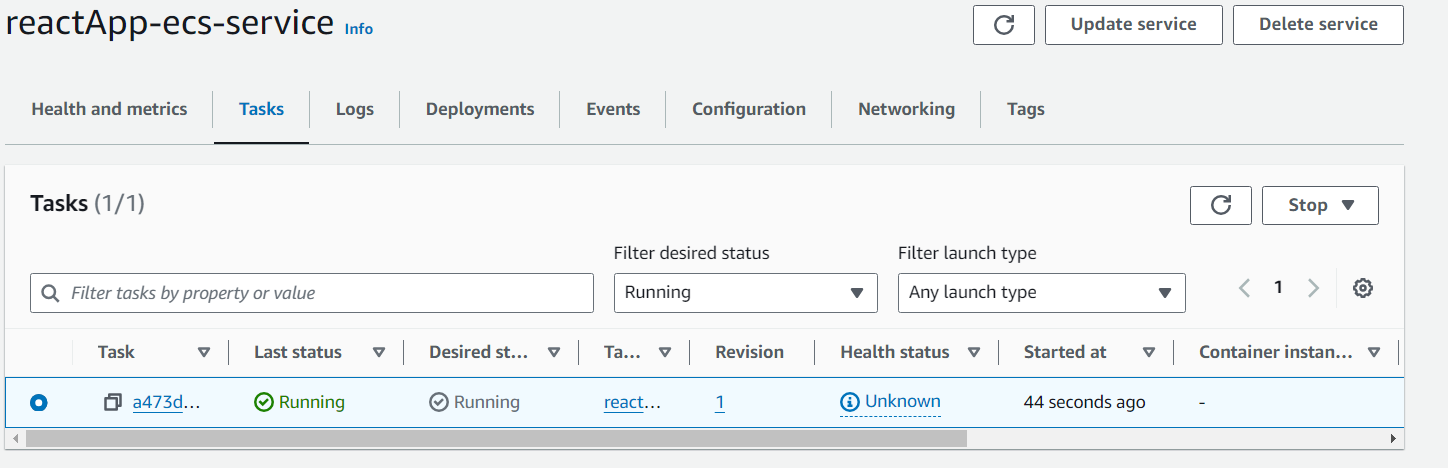 reactApp-ecs-service Info Update service Delete service
Health and metrics Tasks Logs Deployments Events Configuration Networking Tags
Tasks (1/1) Stop
Filter desired status Filter launch type
Filter tasks by property or value Running Any launch type 1
Task Last status Desired st... Ta... Revision Health status Started at Container instan...
a473d... Running Running react... 1 Unknown 44 seconds ago -